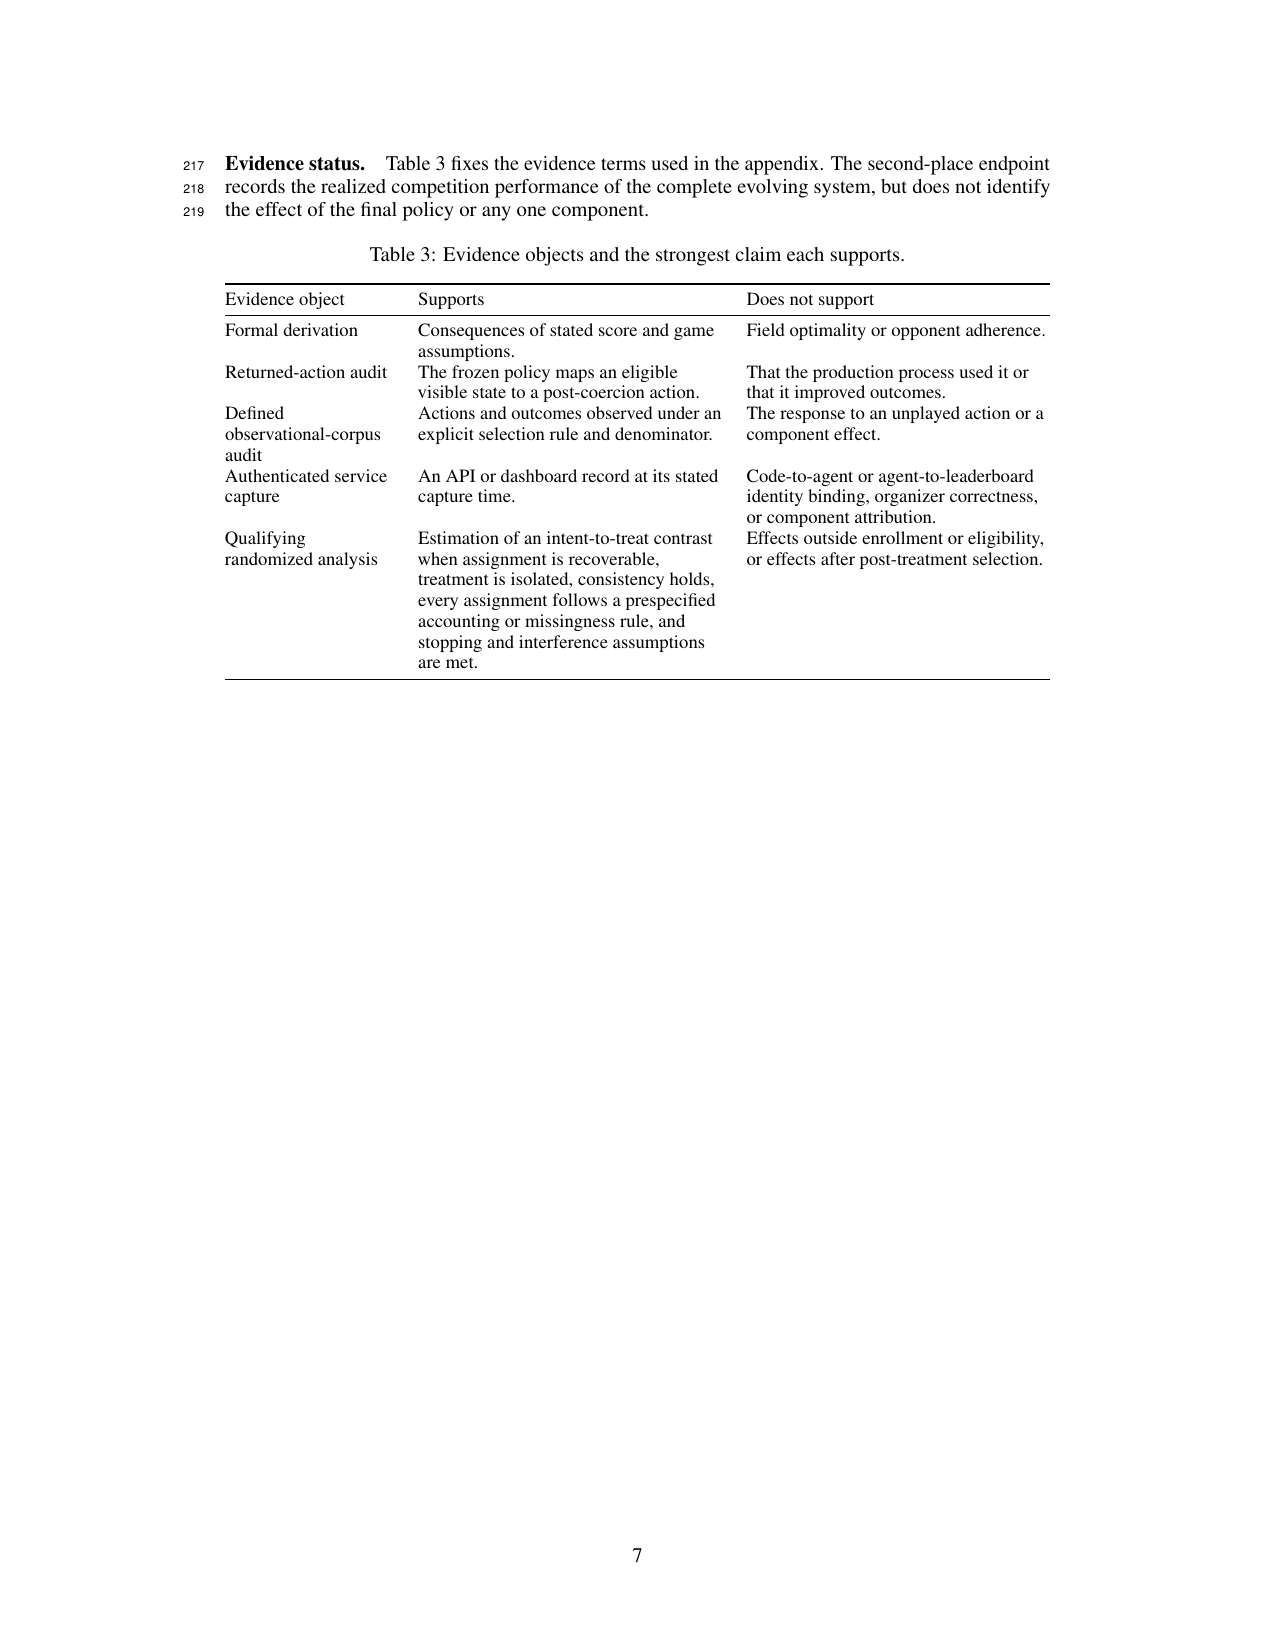 217 Evidence status. Table 3 fixes the evidence terms used in the appendix. The second-place endpoint
218 records the realized competition performance of the complete evolving system, but does not identify
219 the effect of the final policy or any one component.
Table 3: Evidence objects and the strongest claim each supports.
Evidence object Supports Does not support
Formal derivation Consequences of stated score and game Field optimality or opponent adherence.
assumptions.
Returned-action audit The frozen policy maps an eligible That the production process used it or
visible state to a post-coercion action. that it improved outcomes.
Defined Actions and outcomes observed under an The response to an unplayed action or a
observational-corpus explicit selection rule and denominator. component effect.
audit
Authenticated service An API or dashboard record at its stated Code-to-agent or agent-to-leaderboard
capture capture time. identity binding, organizer correctness,
or component attribution.
Qualifying Estimation of an intent-to-treat contrast Effects outside enrollment or eligibility,
randomized analysis when assignment is recoverable, or effects after post-treatment selection.
treatment is isolated, consistency holds,
every assignment follows a prespecified
accounting or missingness rule, and
stopping and interference assumptions
are met.
7